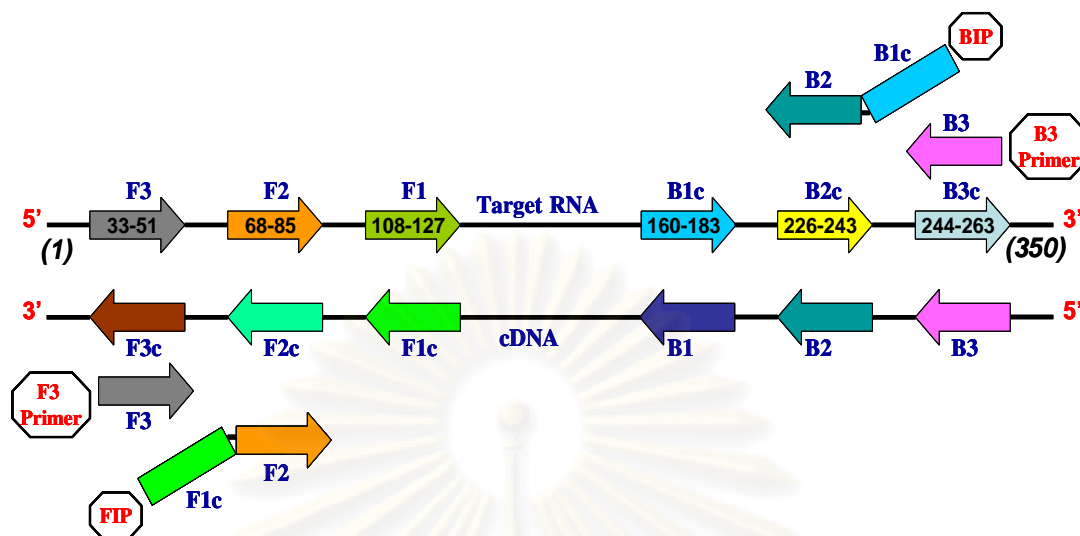 BIP
B1c
B2
B3
B3
Primer
F3
F2
F1
Target RNA
B1c
B2c
B3c
5’
33-51
68-85
108-127
160-183
226-243
244-263
3’
(1)
(350)
3’
5’
F3c
F2c
F1c
cDNA
B1
B2
B3
F3
Primer
F3
F2
F1c
FIP